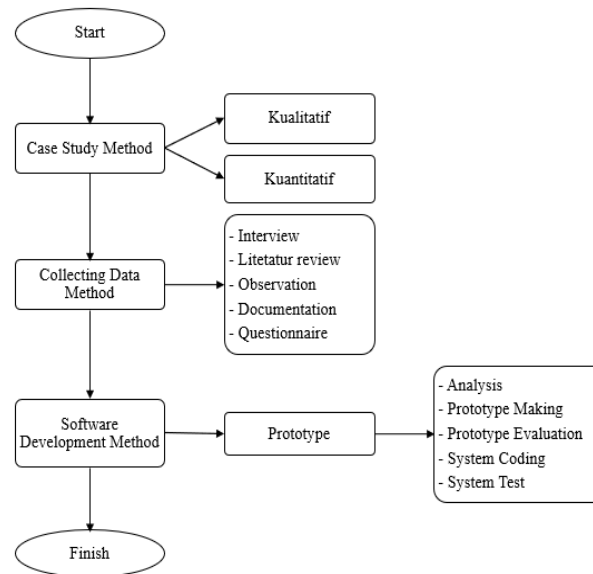 Start
Case Study Method
Kualitatif
Kuantitatif
Collecting Data
Method
- Interview
- Litetatur review
- Observation
- Documentation
- Questionnaire
Software
Development Method
Prototype
- Analysis
- Prototype Making
- Prototype Evaluation
- System Coding
- System Test
Finish